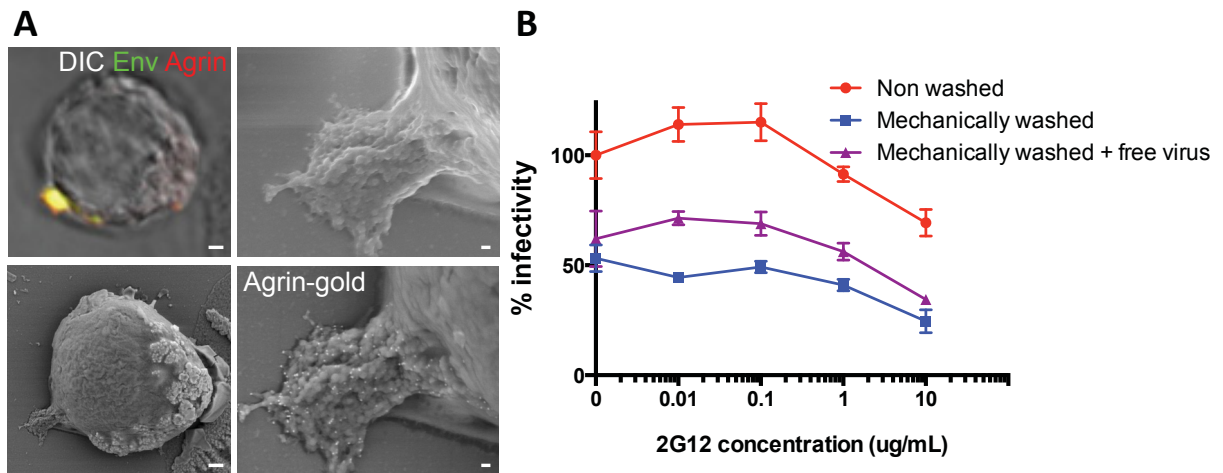 A
DIC Env Agrin
Agrin-gold
B
Non washed
Mechanically washed
Mechanically washed + free virus
% infectivity
100
50
0
0 0.01 0.1 1 10
2G12 concentration (ug/mL)